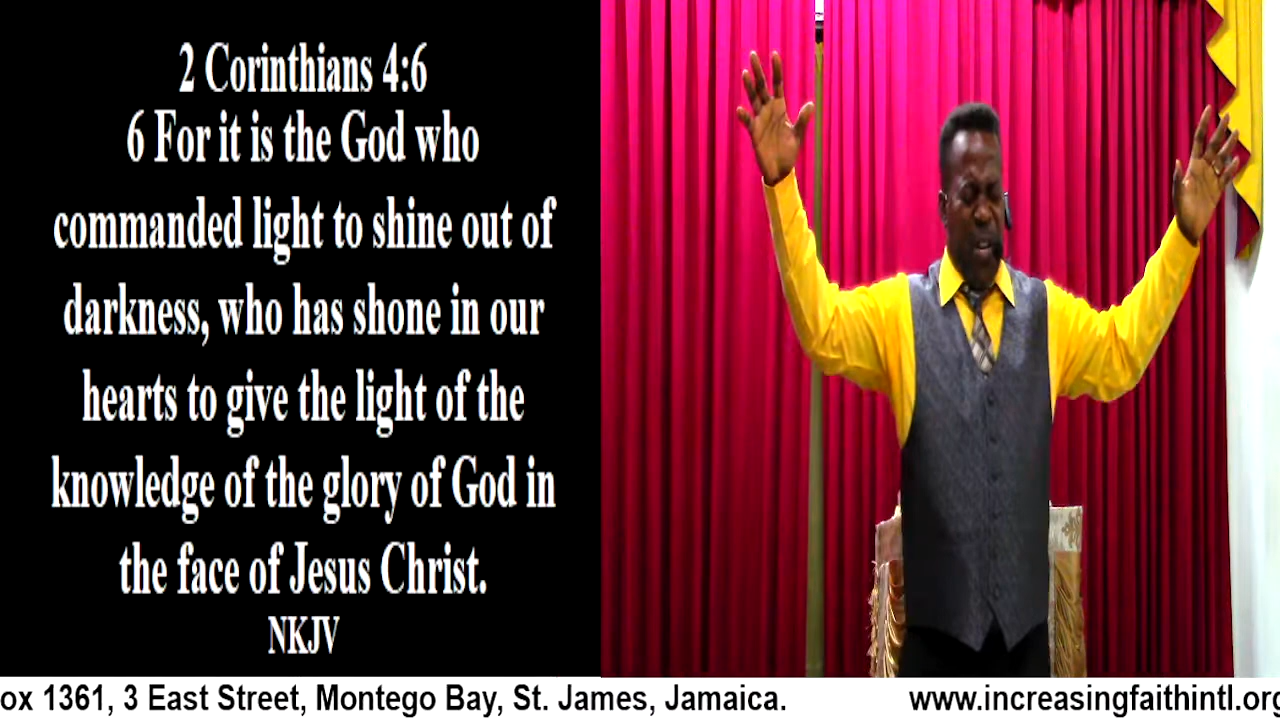 2 Corinthians 4:6
6 For it is the God who
commanded light to shine out of
darkness, who has shone in our
hearts to give the light of the
knowledge of the glory of God in
the face of Jesus Christ.
NKJV
ox 1361, 3 East Street, Montego Bay, St. James, Jamaica. www.increasingfaithintl.org